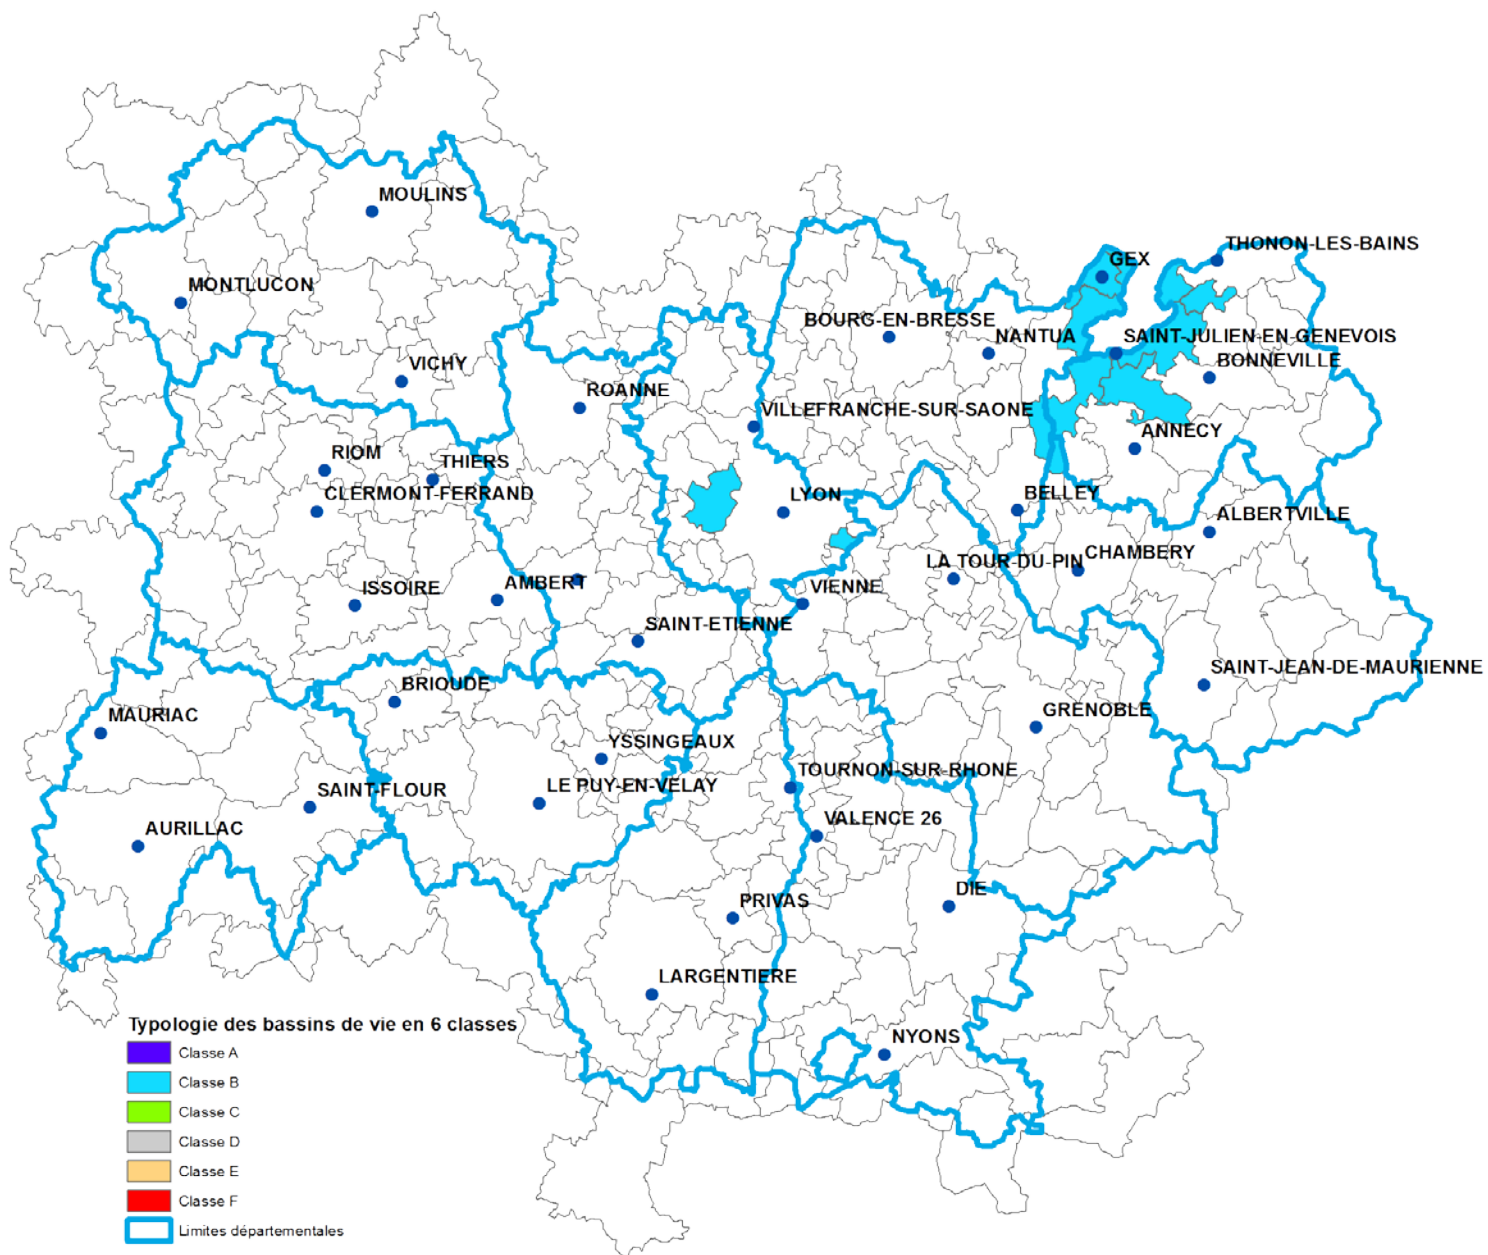 MOULINS
THONON-LES-BAINS
GEX
MONTLUCON
BOURG-EN-BRESSE
NANTUA
SAINT-JULIEN-EN-GENEVOIS
BONNEVILLE
VICHY
ROANNE
VILLEFRANCHE-SUR-SAONE
ANNECY
RIOM
THIERS
CLERMONT-FERRAND
LYON
BELLEY
ALBERTVILLE
LA TOUR-DU-PIN
CHAMBERY
ISSOIRE
AMBERT
VIENNE
SAINT-ETIENNE
SAINT-JEAN-DE-MAURIENNE
BRIOUDE
MAURIAC
GRENOBLE
YSSINGEAUX
TOURNON-SUR-RHONE
SAINT-FLOUR
LE PUY-EN-VELAY
AURILLAC
VALENCE 26
DIE
PRIVAS
LARGENTIERE
NYONS
Typologie des bassins de vie en 6 classes
Classe A
Classe B
Classe C
Classe D
Classe E
Classe F
Limites départementales